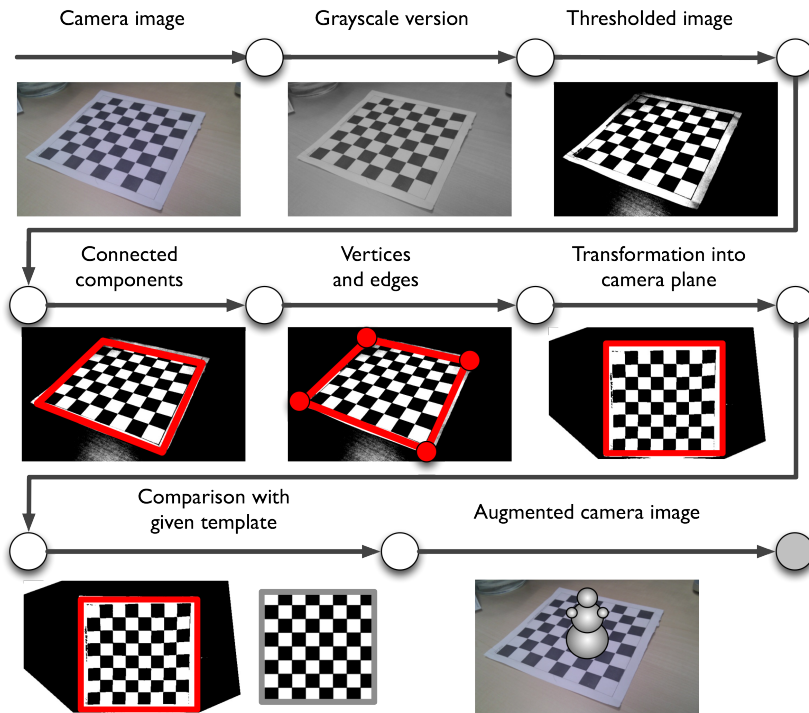 Camera image
Grayscale version
Thresholded image
Connected
components
Vertices
and edges
Transformation into
camera plane
Comparison with
given template
Augmented camera image